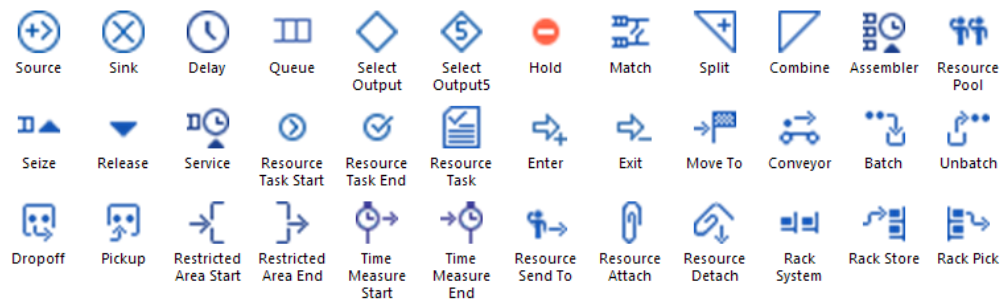 Source
Sink
Delay
Queue
Select
Output
5
Select
Output5
Hold
Match
Split
Combine
Assembler
Resource
Pool
Seize
Release
Service
Resource
Task Start
Resource
Task End
Resource
Task
Enter
Exit
Move To
Conveyor
Batch
Unbatch
Dropoff
Pickup
Restricted
Area Start
Restricted
Area End
Time
Measure
Start
Time
Measure
End
Resource
Send To
Resource
Attach
Resource
Detach
Rack
System
Rack Store
Rack Pick